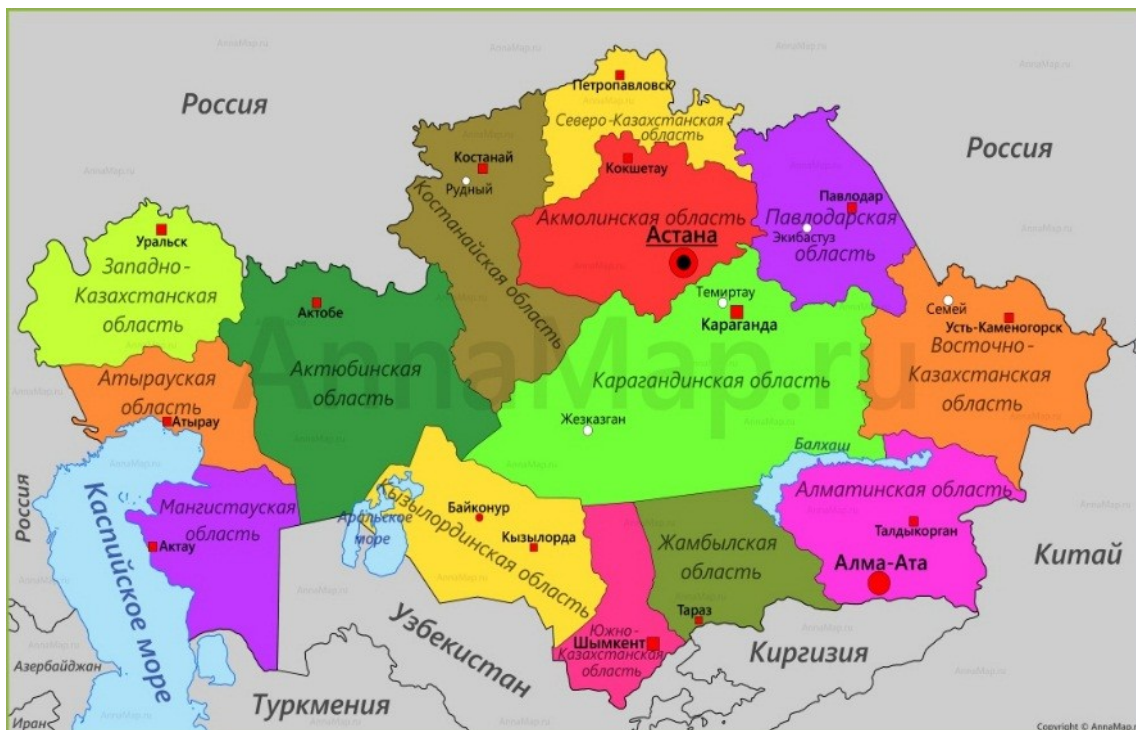 AnnaMap.ru
Россия
Петропавловск
Северо-Казахстанская
область
Костанай
Рудный
Костанайская область
Кокшетау
Акмолинская область
Астана
Россия
Павлодар
Павлодарская
Экибастуз
область
Уральск
Западно-
Казахстанская
область
Актобе
Актюбинская
область
Темиртау
Караганда
Карагандинская область
Жезказган
Семей
Усть-Каменогорск
Восточно-
Казахстанская
область
Атырауская
область
Атырау
Балхаш
Россия
Каспийское море
Мангистауская
область
Актау
Аральское
море
Байконур
Кызылорда
Кызылординская область
Жамбылская
область
Тараз
Алматинская область
Талдыкорган
Алма-Ата
Китай
Южно-
Шымкент
Казахстанская
область
Узбекистан
Киргизия
Азербайджан
Иран
Туркмения
Copyright © AnnaMap.r